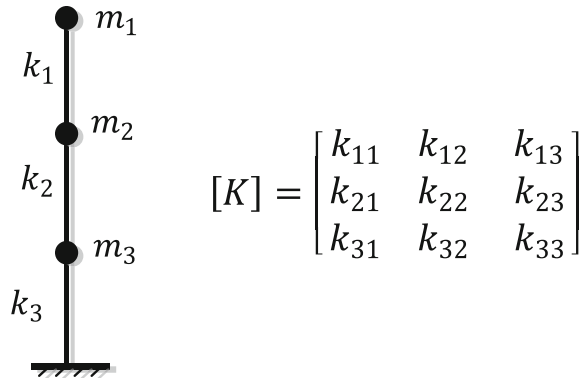 m₁
k₁
m₂
k₂
m₃
k₃
[K] = [k₁₁ k₁₂ k₁₃
k₂₁ k₂₂ k₂₃
k₃₁ k₃₂ k₃₃]